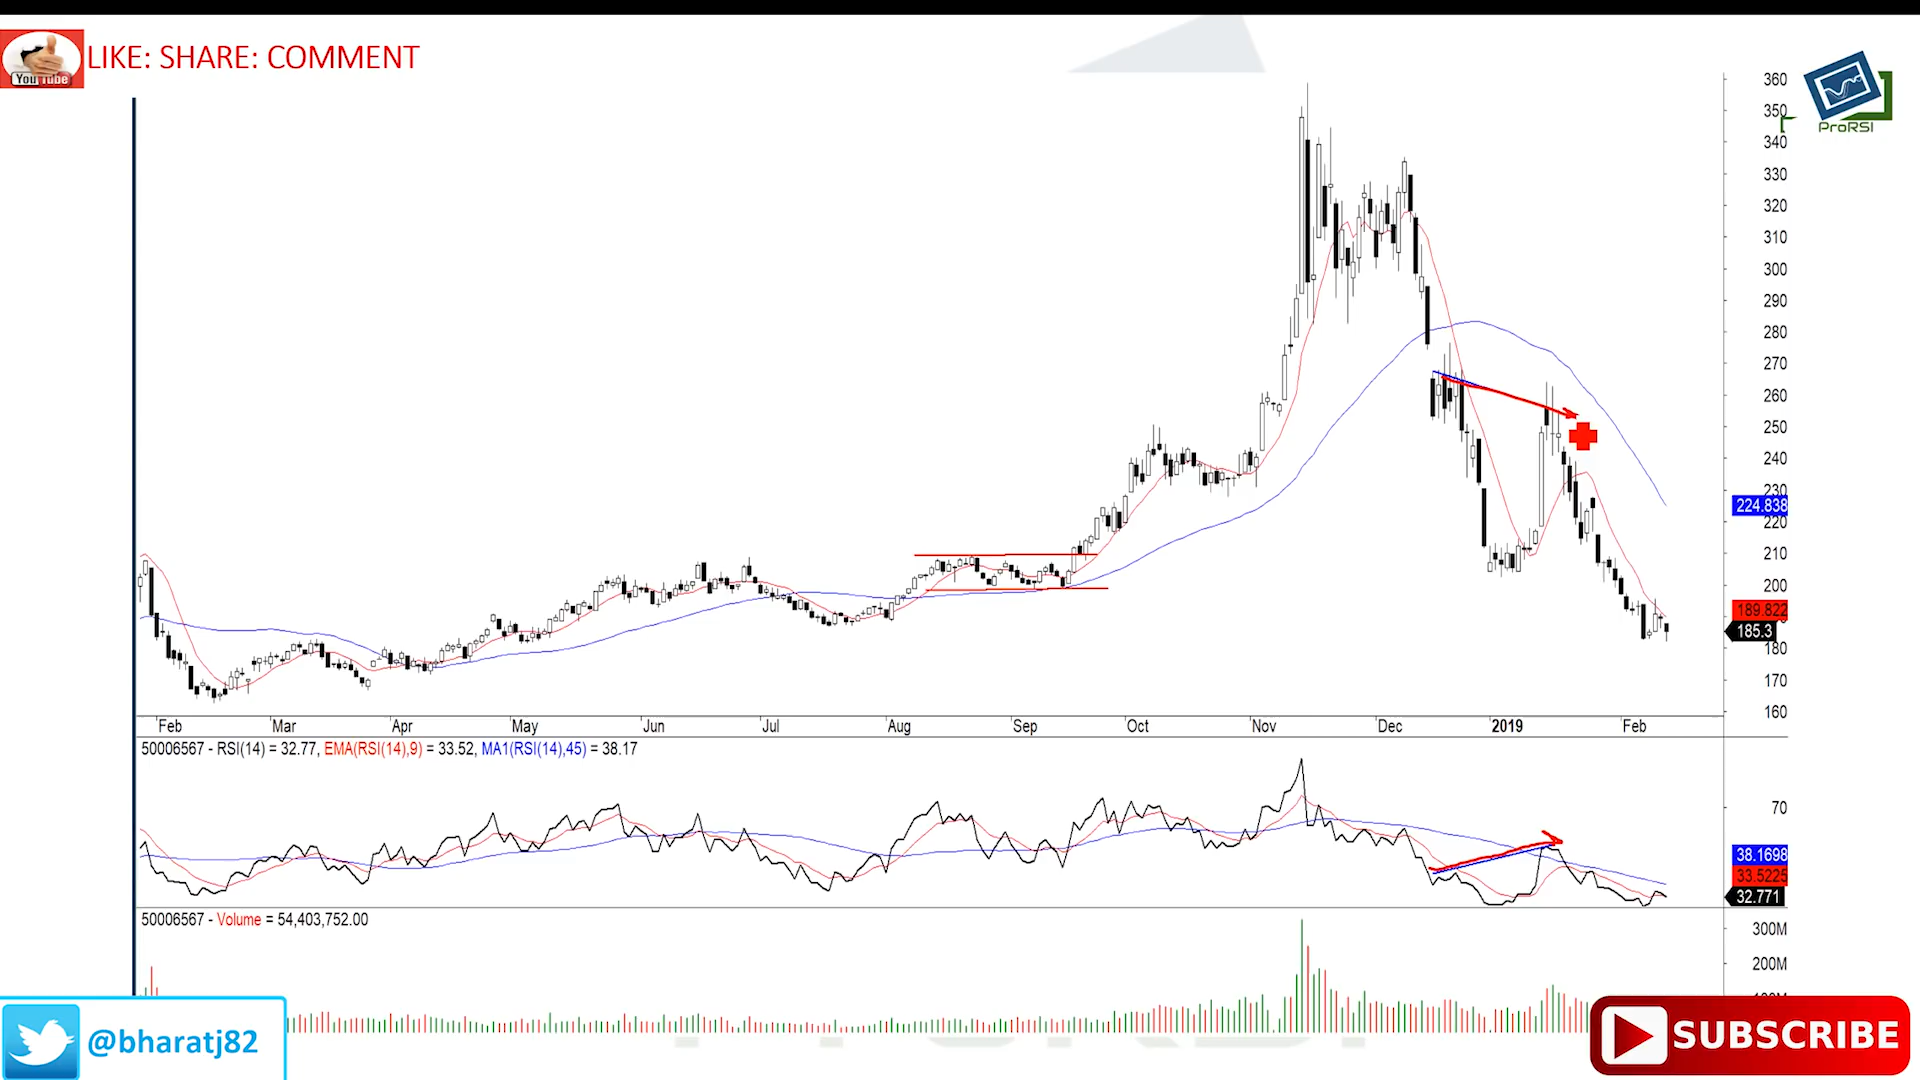 LIKE: SHARE: COMMENT
You Tube
ProRSI
360
350
340
330
320
310
300
290
280
270
260
250
240
230
224.838
220
210
200
189.822
185.3
180
170
160
Feb Mar Apr May Jun Jul Aug Sep Oct Nov Dec 2019 Feb
50006567 - RSI(14) = 32.77, EMA(RSI(14),9) = 33.52, MA1(RSI(14),45) = 38.17
70
38.1698
33.5225
32.771
50006567 - Volume = 54,403,752.00
300M
200M
@bharatj82
SUBSCRIBE